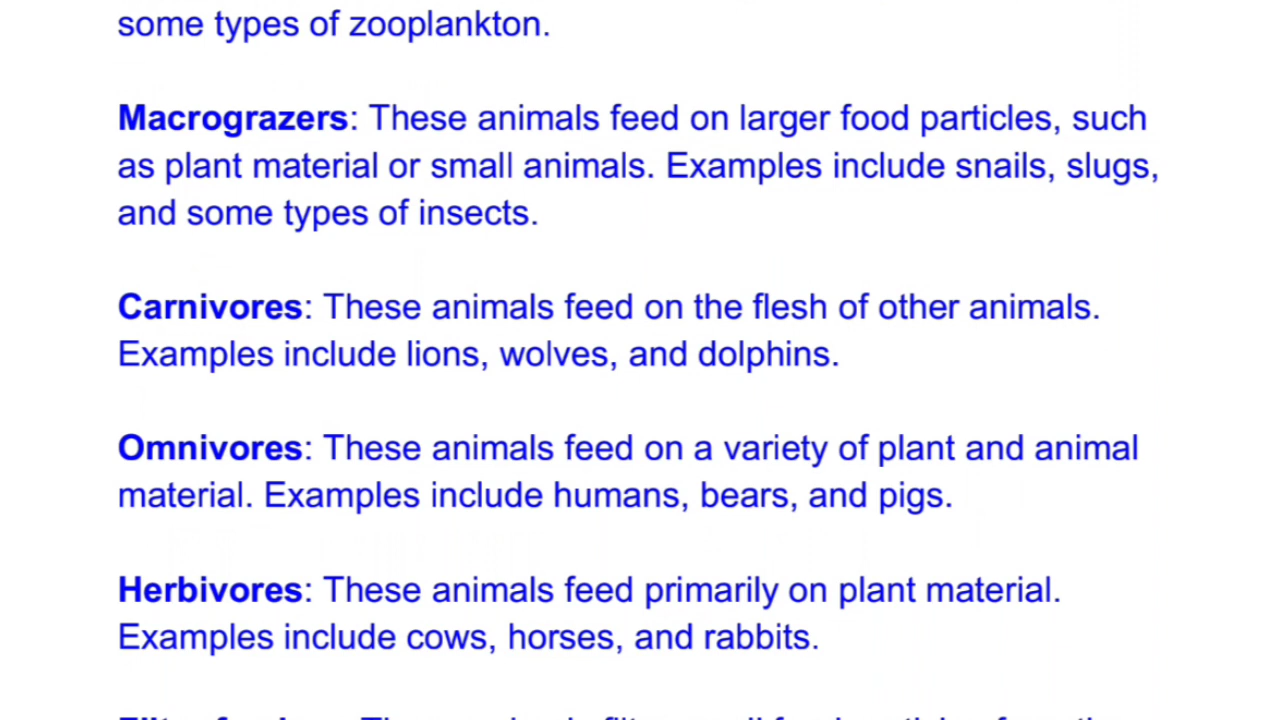 some types of zooplankton.
Macrograzers: These animals feed on larger food particles, such
as plant material or small animals. Examples include snails, slugs,
and some types of insects.
Carnivores: These animals feed on the flesh of other animals.
Examples include lions, wolves, and dolphins.
Omnivores: These animals feed on a variety of plant and animal
material. Examples include humans, bears, and pigs.
Herbivores: These animals feed primarily on plant material.
Examples include cows, horses, and rabbits.